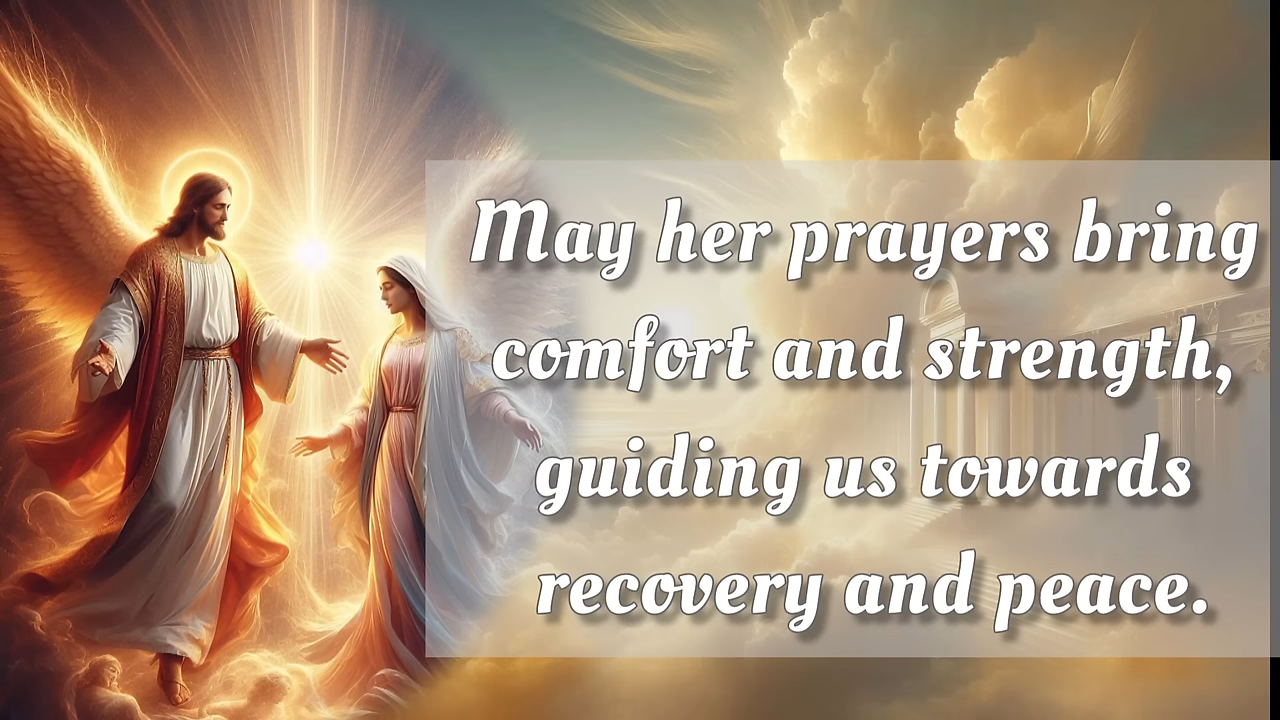 May her prayers bring
comfort and strength,
guiding us towards
recovery and peace.